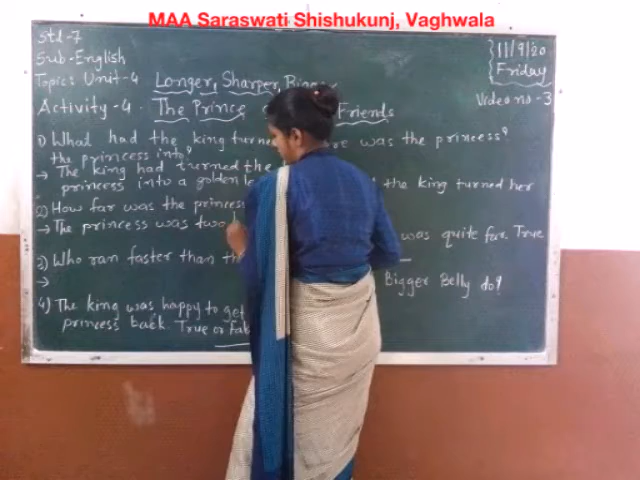 MAA Saraswati Shishukunj, Vaghwala
Std-7
Sub-English
Topic: Unit-4 Longer, Sharper, Bigger
11/9/20
Friday
Activity-4. The Prince Friends
Video no-3
1) What had the king turned the princess into?
→ The king had turned the princess into a golden
2) How far was the princess
→ The princess was two
3) Who ran faster than
→
4) The king was happy to get princess back. True or
are was the princess?
the king turned her
was quite far. True
Bigger Belly do?